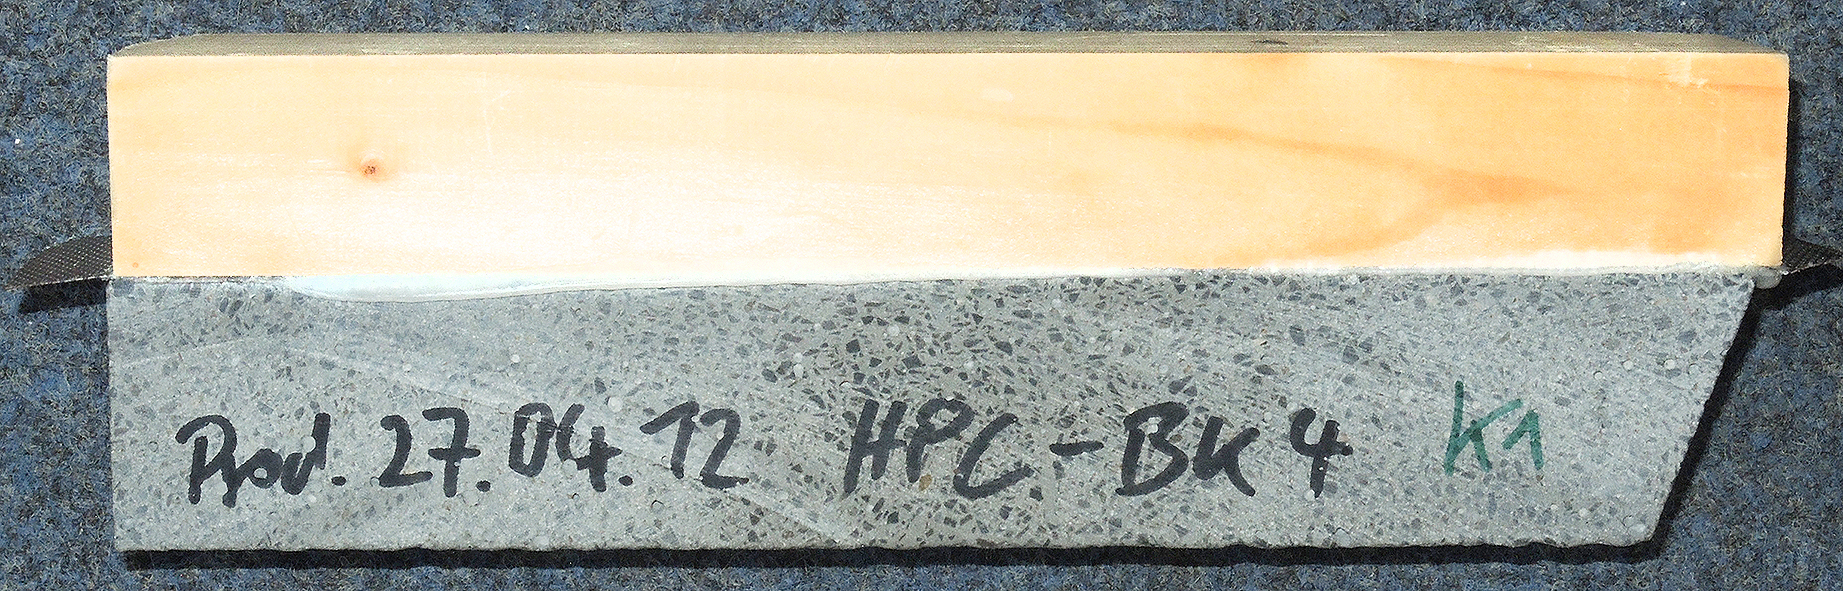 Prod. 27.04.12 HPC-BK 4 K1